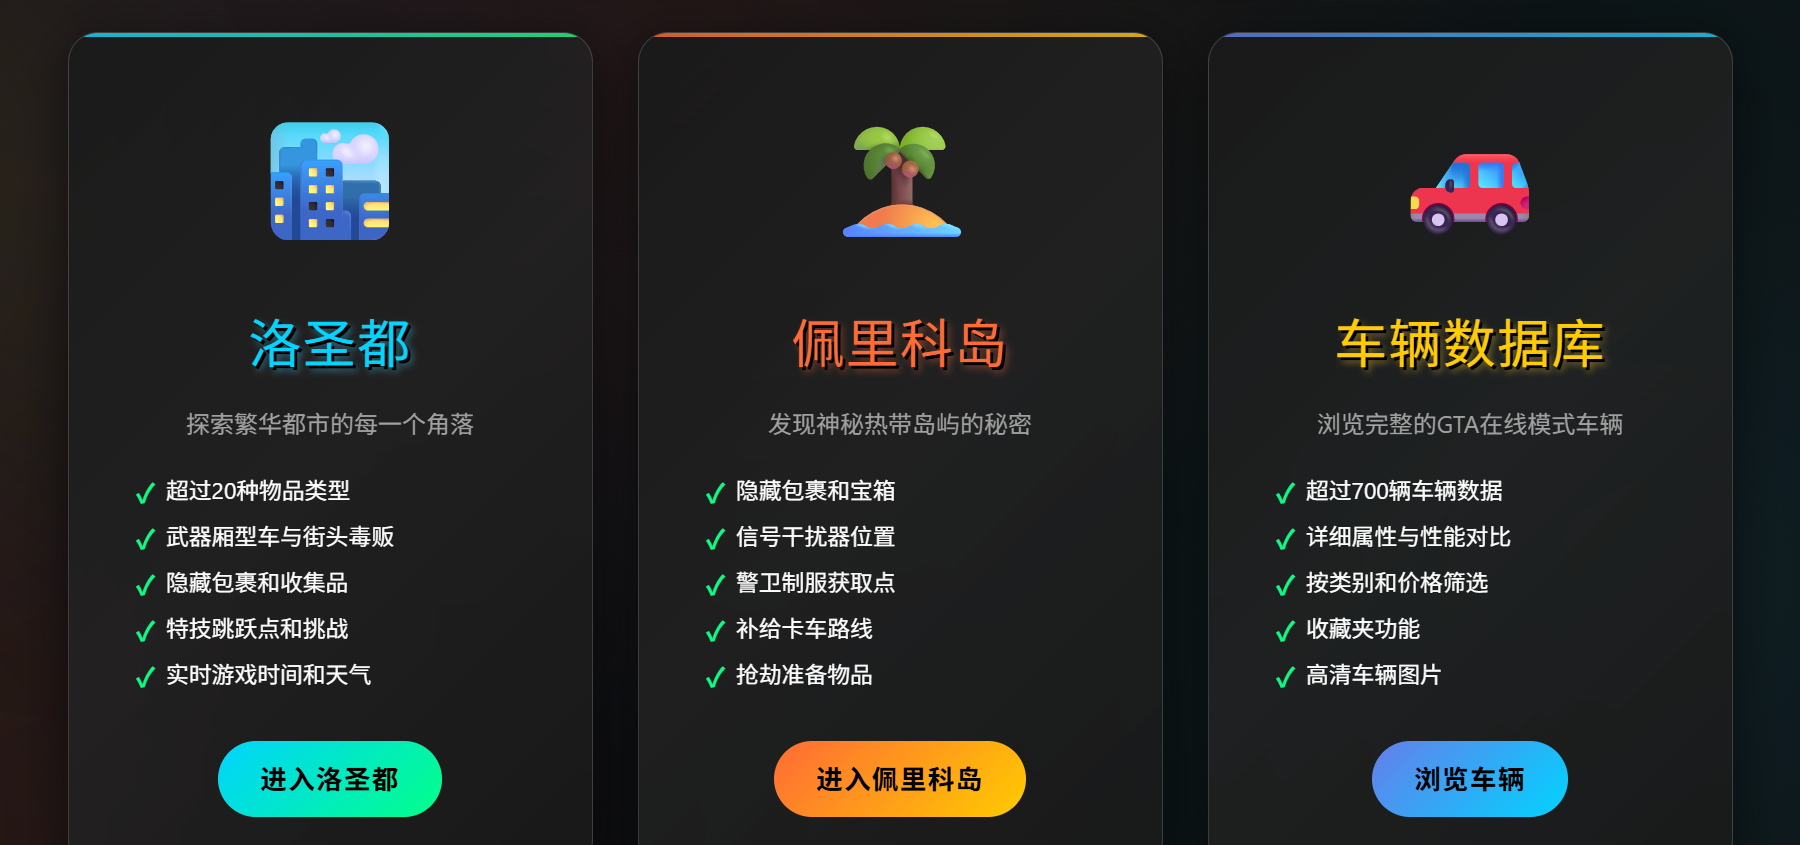 洛圣都
探索繁华都市的每一个角落
✓ 超过20种物品类型
✓ 武器厢型车与街头毒贩
✓ 隐藏包裹和收集品
✓ 特技跳跃点和挑战
✓ 实时游戏时间和天气
进入洛圣都
佩里科岛
发现神秘热带岛屿的秘密
✓ 隐藏包裹和宝箱
✓ 信号干扰器位置
✓ 警卫制服获取点
✓ 补给卡车路线
✓ 抢劫准备物品
进入佩里科岛
车辆数据库
浏览完整的GTA在线模式车辆
✓ 超过700辆车辆数据
✓ 详细属性与性能对比
✓ 按类别和价格筛选
✓ 收藏夹功能
✓ 高清车辆图片
浏览车辆